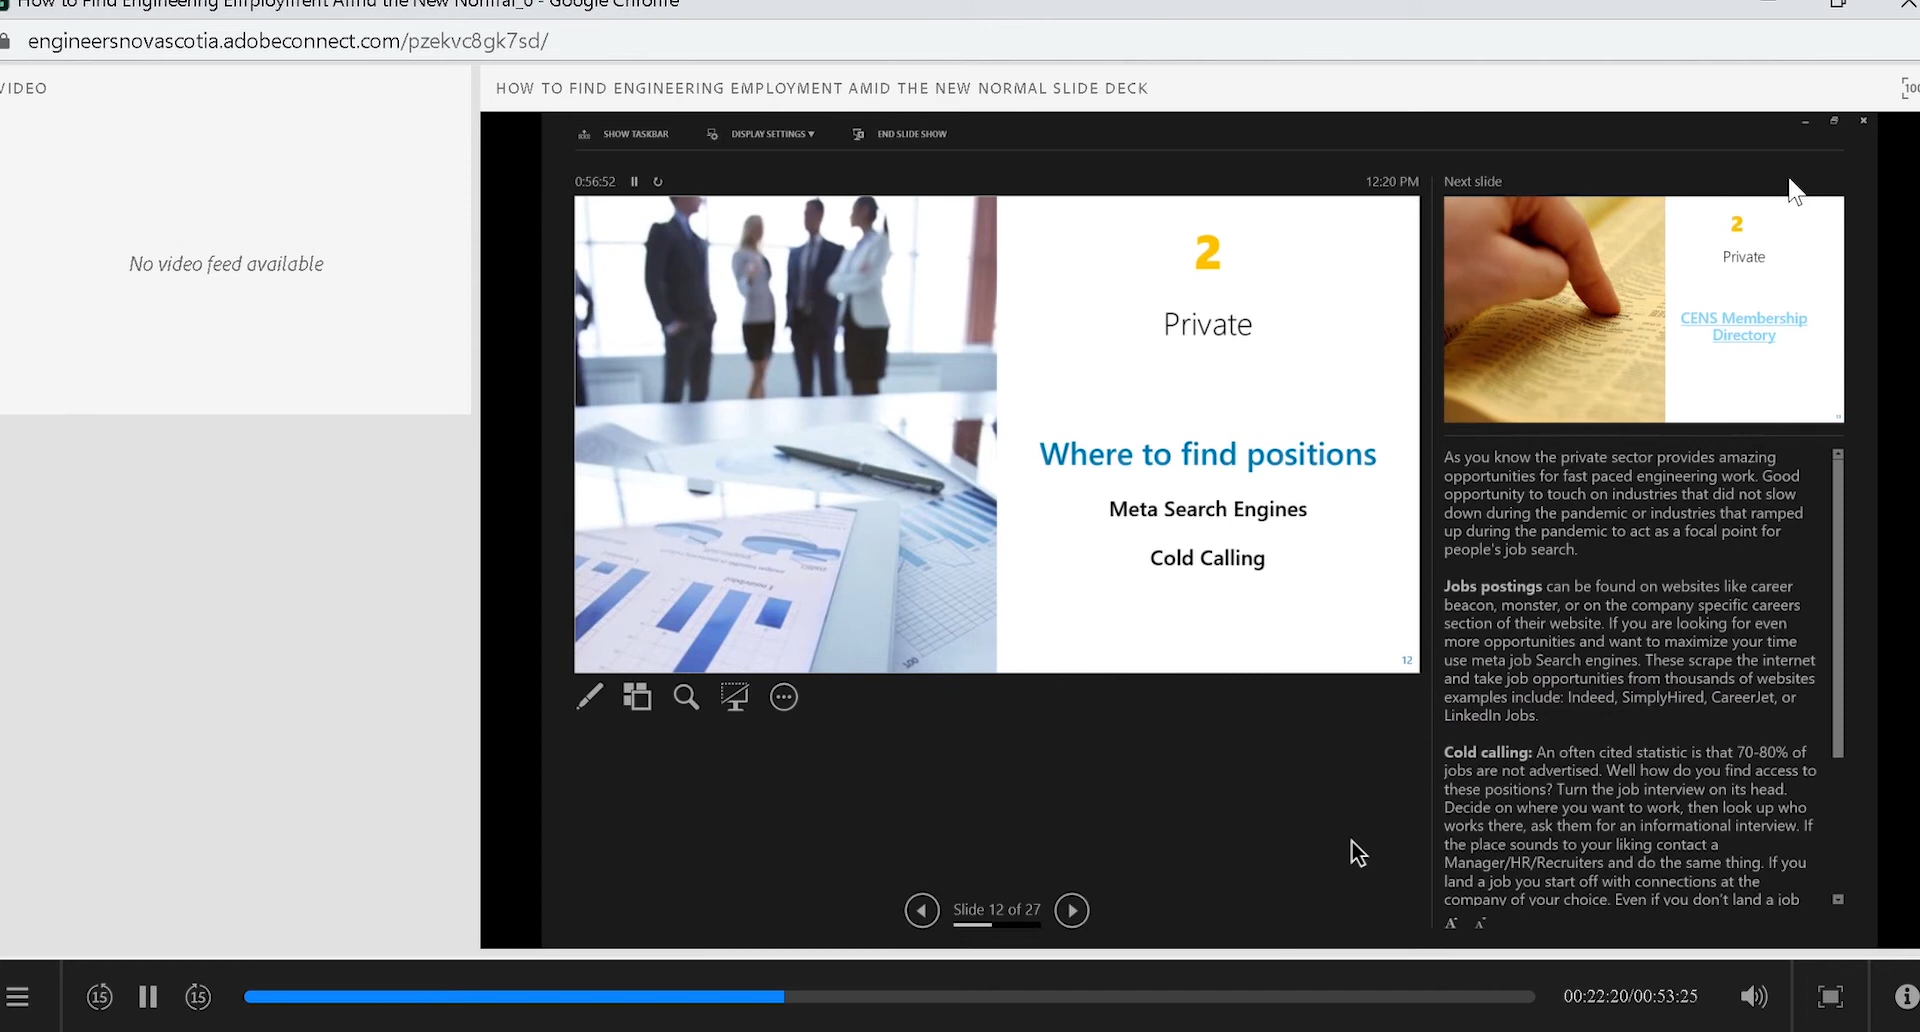 How to Find Engineering Employment Amid the New Normal_0 - Google Chrome
engineersnovascotia.adobeconnect.com/pzekvc8gk7sd/
VIDEO
HOW TO FIND ENGINEERING EMPLOYMENT AMID THE NEW NORMAL SLIDE DECK
100
No video feed available
SHOW TASKBAR
DISPLAY SETTINGS ▼
END SLIDE SHOW
0:56:52
12:20 PM
Next slide
2
Private
Where to find positions
Meta Search Engines
Cold Calling
12
2
Private
CENS Membership
Directory
13
As you know the private sector provides amazing
opportunities for fast paced engineering work. Good
opportunity to touch on industries that did not slow
down during the pandemic or industries that ramped
up during the pandemic to act as a focal point for
people's job search.
Jobs postings can be found on websites like career
beacon, monster, or on the company specific careers
section of their website. If you are looking for even
more opportunities and want to maximize your time
use meta job Search engines. These scrape the internet
and take job opportunities from thousands of websites
examples include: Indeed, SimplyHired, CareerJet, or
LinkedIn Jobs.
Cold calling: An often cited statistic is that 70-80% of
jobs are not advertised. Well how do you find access to
these positions? Turn the job interview on its head.
Decide on where you want to work, then look up who
works there, ask them for an informational interview. If
the place sounds to your liking contact a
Manager/HR/Recruiters and do the same thing. If you
land a job you start off with connections at the
company of your choice. Even if you don't land a job
A A
Slide 12 of 27
15
15
00:22:20/00:53:25